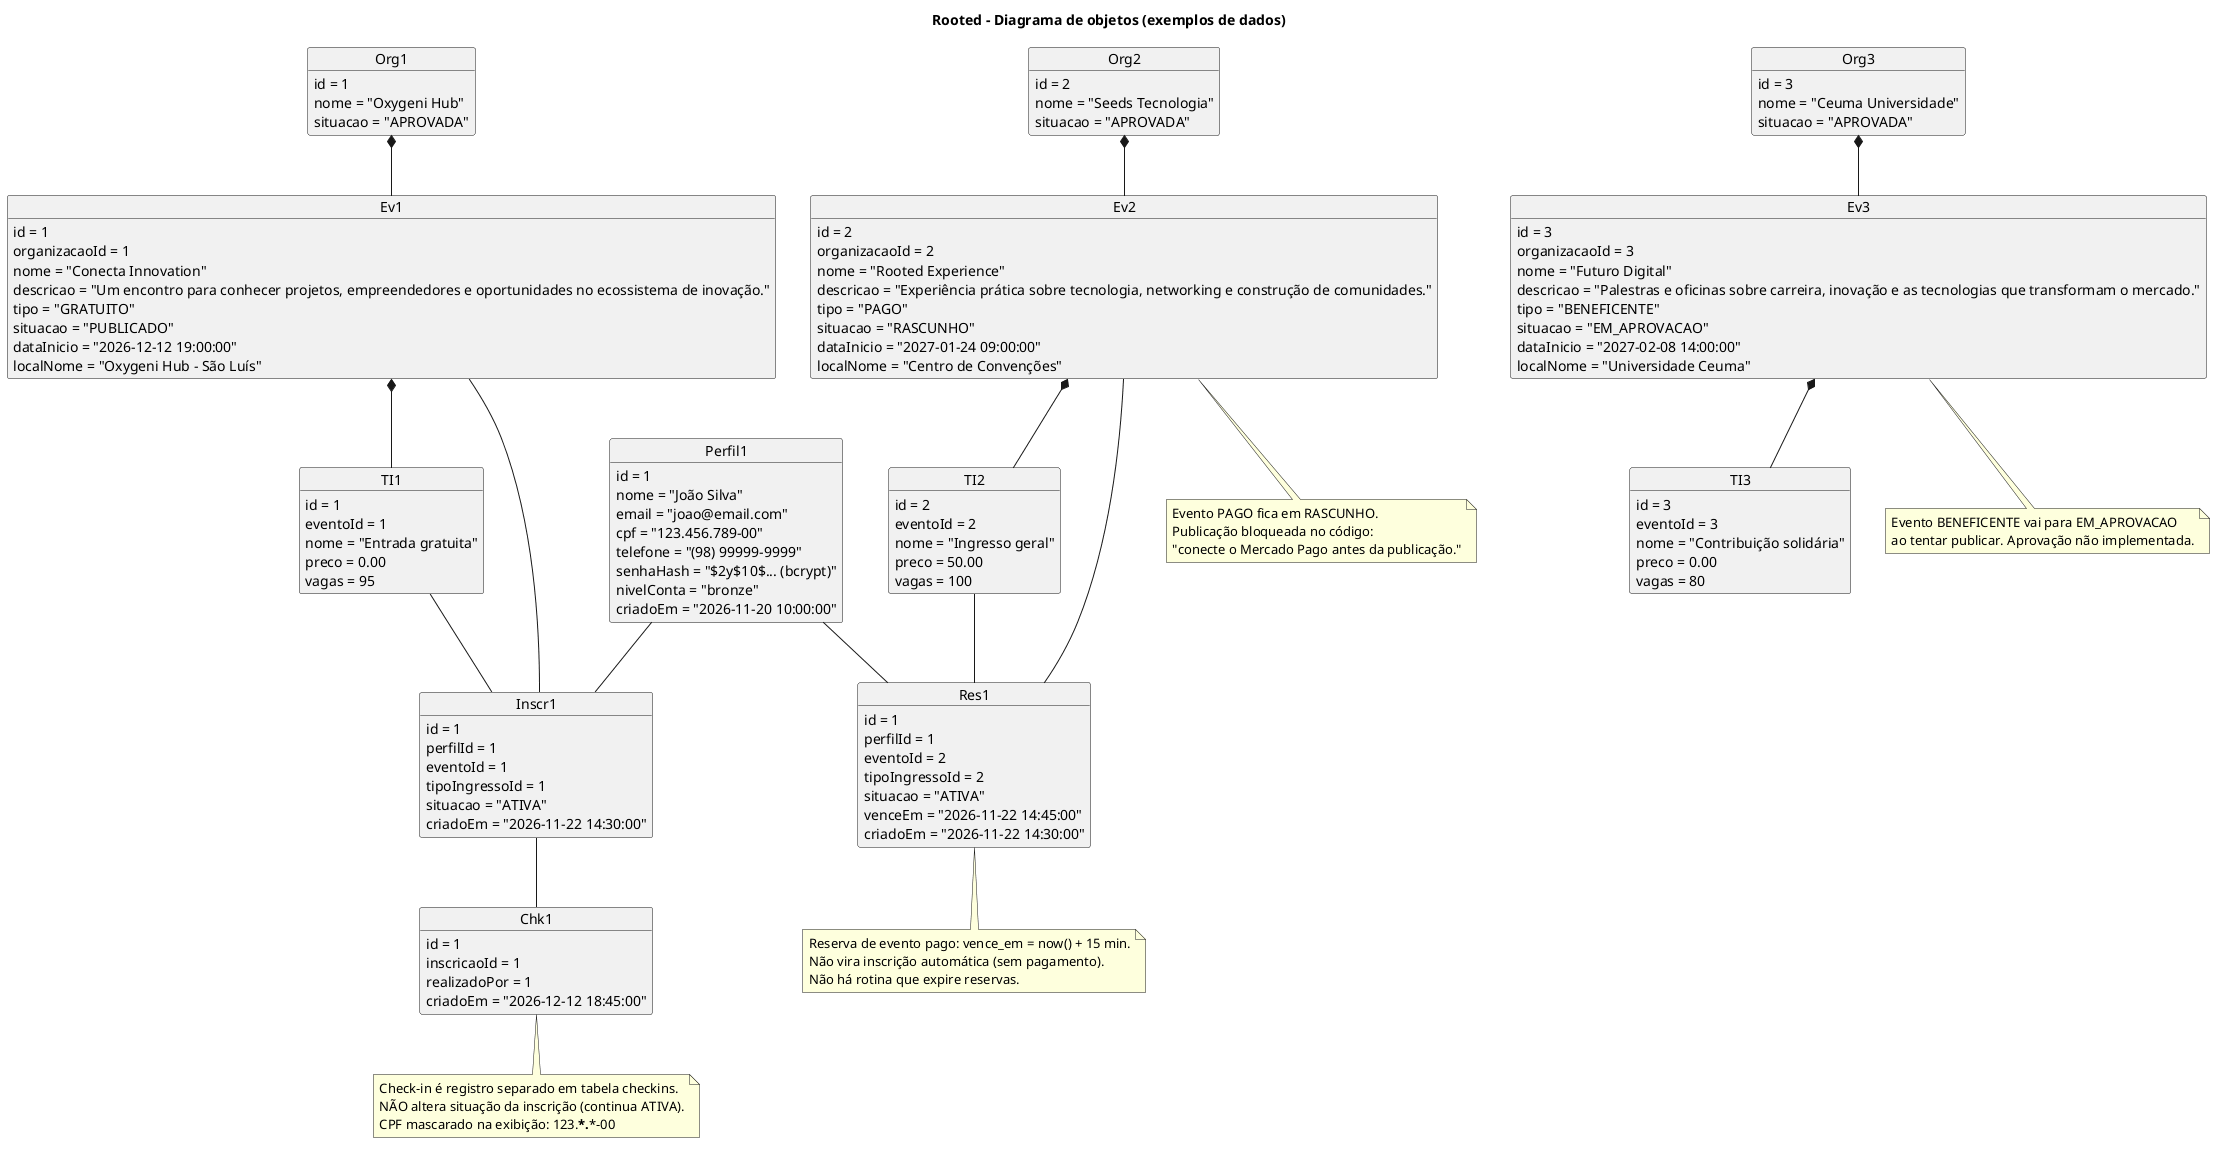 Rooted - Diagrama de objetos (exemplos de dados)
Org1
id = 1
nome = "Oxygeni Hub"
situacao = "APROVADA"
Org2
id = 2
nome = "Seeds Tecnologia"
situacao = "APROVADA"
Org3
id = 3
nome = "Ceuma Universidade"
situacao = "APROVADA"
Ev1
id = 1
organizacaoId = 1
nome = "Conecta Innovation"
descricao = "Um encontro para conhecer projetos, empreendedores e oportunidades no ecossistema de inovação."
tipo = "GRATUITO"
situacao = "PUBLICADO"
dataInicio = "2026-12-12 19:00:00"
localNome = "Oxygeni Hub - São Luís"
Ev2
id = 2
organizacaoId = 2
nome = "Rooted Experience"
descricao = "Experiência prática sobre tecnologia, networking e construção de comunidades."
tipo = "PAGO"
situacao = "RASCUNHO"
dataInicio = "2027-01-24 09:00:00"
localNome = "Centro de Convenções"
Ev3
id = 3
organizacaoId = 3
nome = "Futuro Digital"
descricao = "Palestras e oficinas sobre carreira, inovação e as tecnologias que transformam o mercado."
tipo = "BENEFICENTE"
situacao = "EM_APROVACAO"
dataInicio = "2027-02-08 14:00:00"
localNome = "Universidade Ceuma"
TI1
id = 1
eventoId = 1
nome = "Entrada gratuita"
preco = 0.00
vagas = 95
Perfil1
id = 1
nome = "João Silva"
email = "joao@email.com"
cpf = "123.456.789-00"
telefone = "(98) 99999-9999"
senhaHash = "$2y$10$... (bcrypt)"
nivelConta = "bronze"
criadoEm = "2026-11-20 10:00:00"
TI2
id = 2
eventoId = 2
nome = "Ingresso geral"
preco = 50.00
vagas = 100
Evento PAGO fica em RASCUNHO.
Publicação bloqueada no código:
"conecte o Mercado Pago antes da publicação."
TI3
id = 3
eventoId = 3
nome = "Contribuição solidária"
preco = 0.00
vagas = 80
Evento BENEFICENTE vai para EM_APROVACAO
ao tentar publicar. Aprovação não implementada.
Inscr1
id = 1
perfilId = 1
eventoId = 1
tipoIngressoId = 1
situacao = "ATIVA"
criadoEm = "2026-11-22 14:30:00"
Res1
id = 1
perfilId = 1
eventoId = 2
tipoIngressoId = 2
situacao = "ATIVA"
venceEm = "2026-11-22 14:45:00"
criadoEm = "2026-11-22 14:30:00"
Chk1
id = 1
inscricaoId = 1
realizadoPor = 1
criadoEm = "2026-12-12 18:45:00"
Reserva de evento pago: vence_em = now() + 15 min.
Não vira inscrição automática (sem pagamento).
Não há rotina que expire reservas.
Check-in é registro separado em tabela checkins.
NÃO altera situação da inscrição (continua ATIVA).
CPF mascarado na exibição: 123.*.*-00